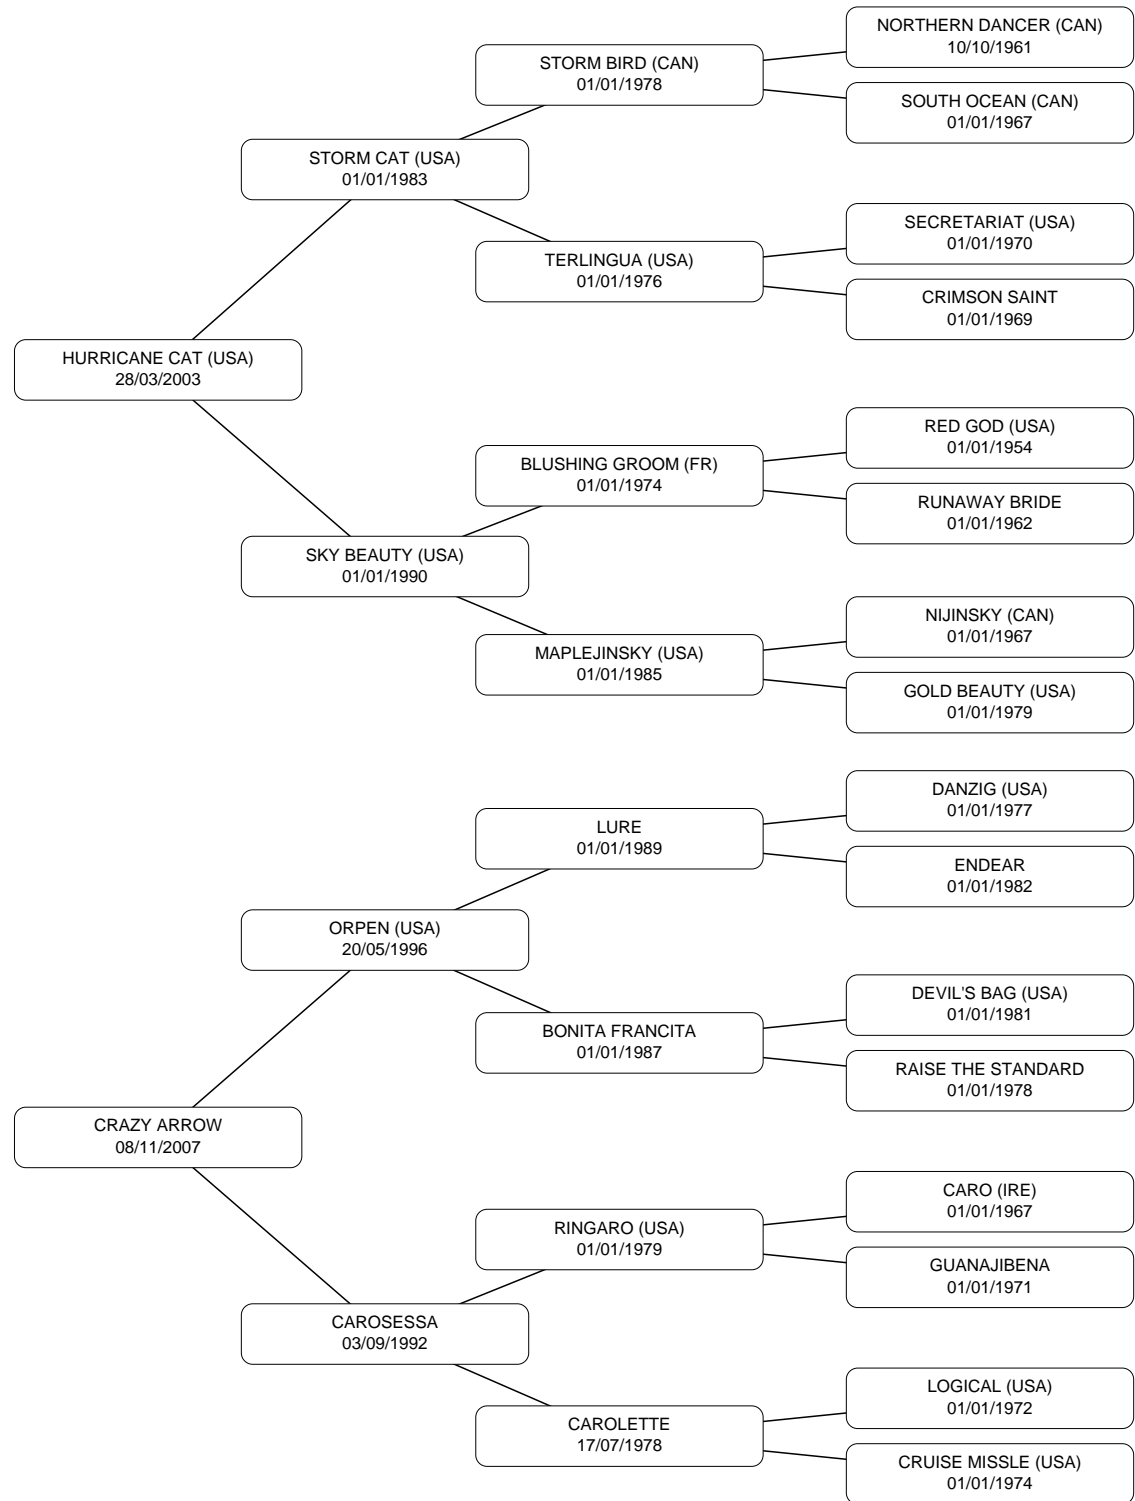 NORTHERN DANCER (CAN)
10/10/1961
STORM BIRD (CAN)
01/01/1978
SOUTH OCEAN (CAN)
01/01/1967
STORM CAT (USA)
01/01/1983
SECRETARIAT (USA)
01/01/1970
TERLINGUA (USA)
01/01/1976
CRIMSON SAINT
01/01/1969
HURRICANE CAT (USA)
28/03/2003
RED GOD (USA)
01/01/1954
BLUSHING GROOM (FR)
01/01/1974
RUNAWAY BRIDE
01/01/1962
SKY BEAUTY (USA)
01/01/1990
NIJINSKY (CAN)
01/01/1967
MAPLEJINSKY (USA)
01/01/1985
GOLD BEAUTY (USA)
01/01/1979
DANZIG (USA)
01/01/1977
LURE
01/01/1989
ENDEAR
01/01/1982
ORPEN (USA)
20/05/1996
DEVIL'S BAG (USA)
01/01/1981
BONITA FRANCITA
01/01/1987
RAISE THE STANDARD
01/01/1978
CRAZY ARROW
08/11/2007
CARO (IRE)
01/01/1967
RINGARO (USA)
01/01/1979
GUANAJIBENA
01/01/1971
CAROSESSA
03/09/1992
LOGICAL (USA)
01/01/1972
CAROLETTE
17/07/1978
CRUISE MISSLE (USA)
01/01/1974